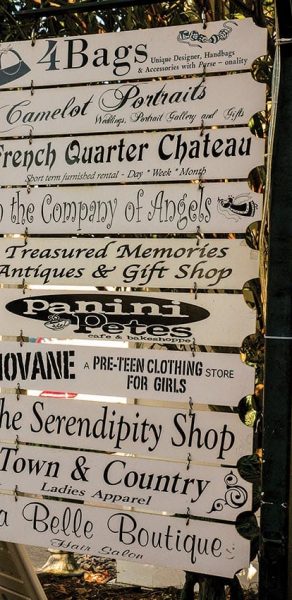 4Bags
Unique Designer, Handbags
& Accessories with Purse - onality
Camelot Portraits
Weddings, Portrait Gallery and Gifts
French Quarter Chateau
Short term furnished rental - Day * Week * Month
the Company of Angels
Treasured Memories
Antiques & Gift Shop
Panini
Petes
cafe & bakeshoppe
A PRE-TEEN CLOTHING STORE
FOR GIRLS
The Serendipity Shop
Town & Country
Ladies Apparel
Belle Boutique
Hair Salon